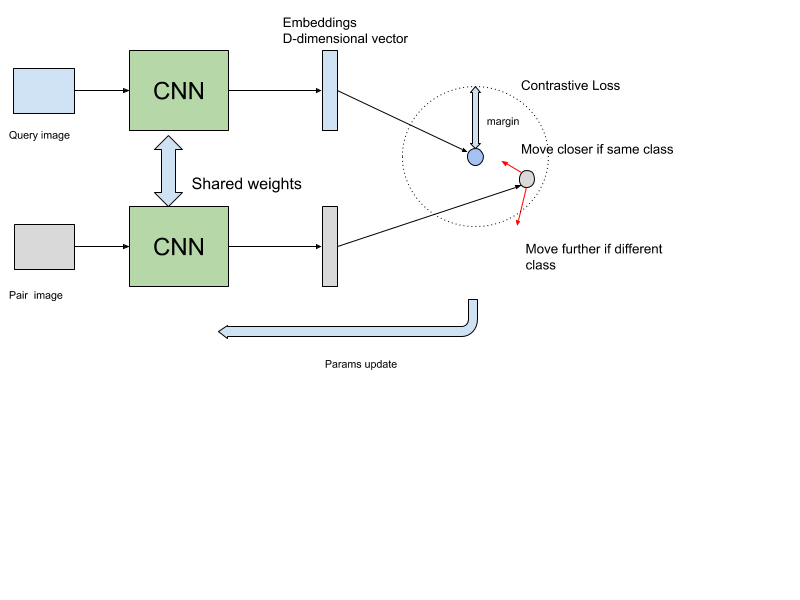 Embeddings
D-dimensional vector
CNN
Query image
Contrastive Loss
margin
Move closer if same class
Shared weights
CNN
Pair  image
Move further if different
class
Params update